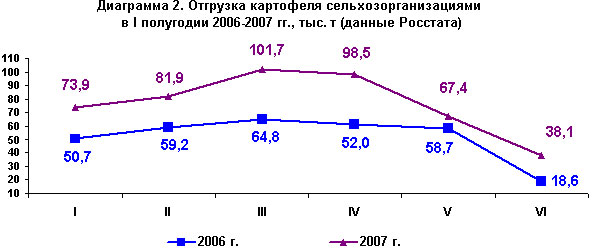 Диаграмма 2. Отгрузка картофеля сельхозорганизациями
в I полугодии 2006-2007 гг., тыс. т (данные Росстата)
110
100
90
80
70
60
50
40
30
20
10
73,9
81,9
101,7
98,5
67,4
38,1
50,7
59,2
64,8
52,0
58,7
18,6
I
II
III
IV
V
VI
2006 г.
2007 г.